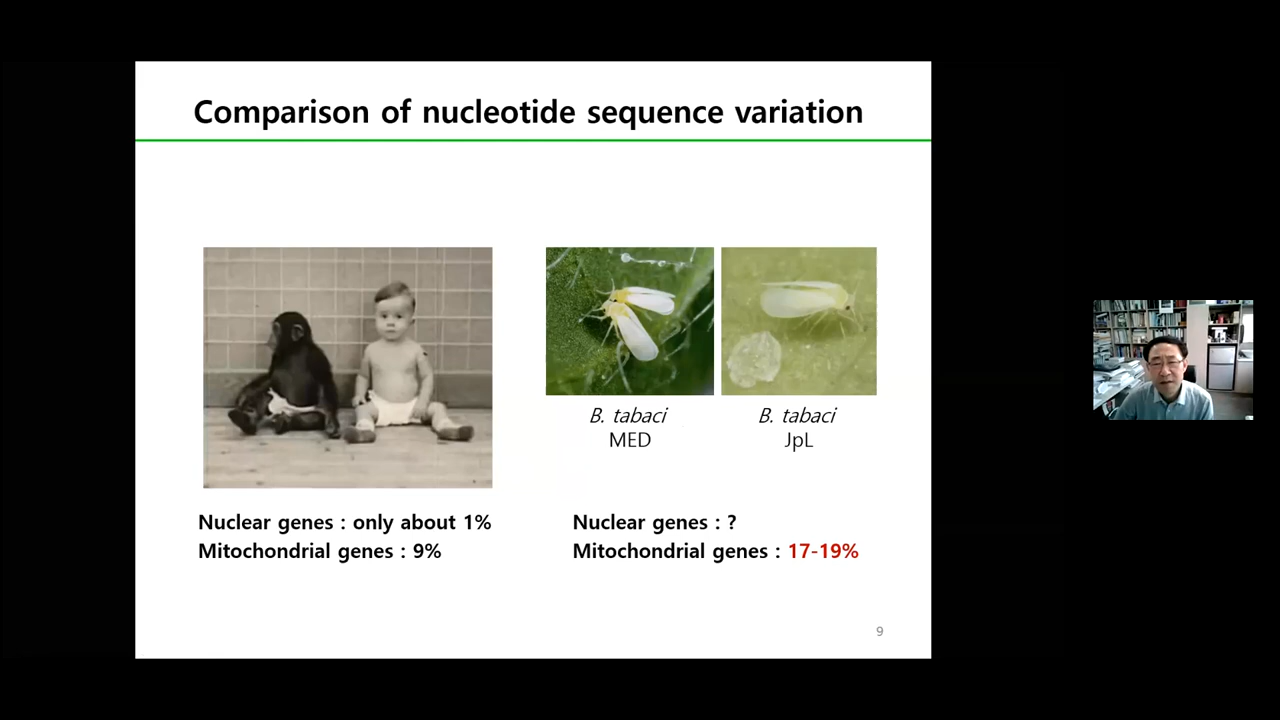 Comparison of nucleotide sequence variation
B. tabaci
MED
B. tabaci
JpL
Nuclear genes : only about 1%
Mitochondrial genes : 9%
Nuclear genes : ?
Mitochondrial genes : 17-19%
9